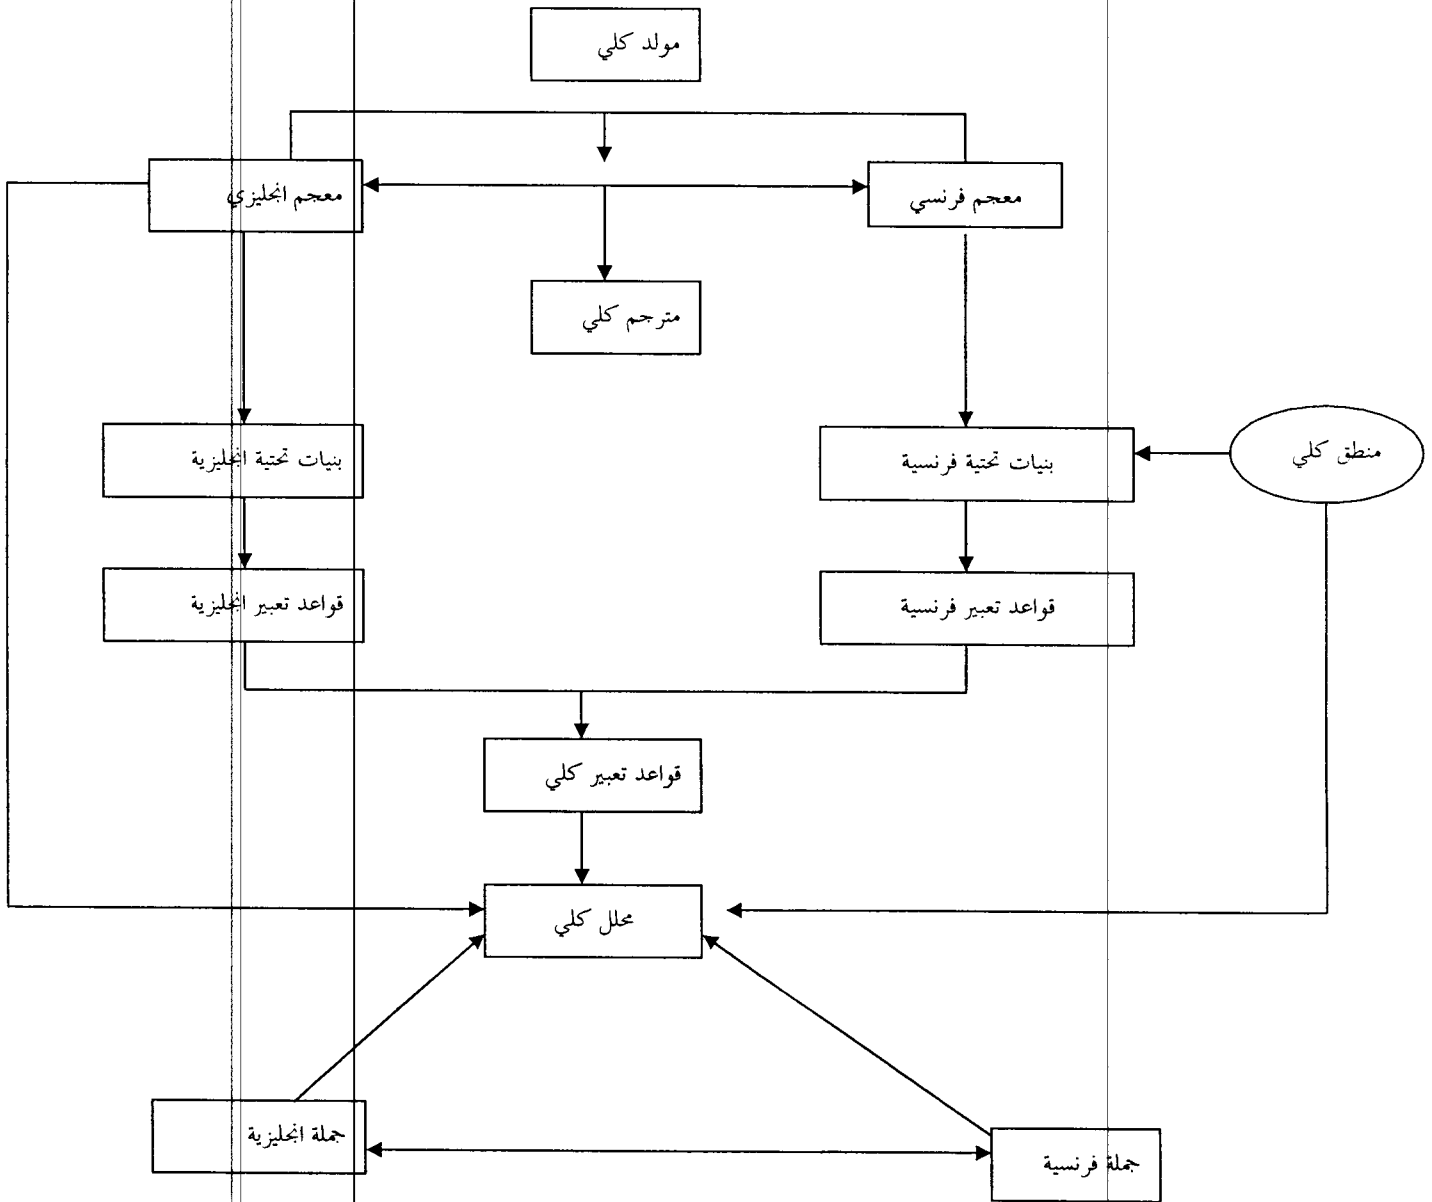 مولد كلي
معجم فرنسي
معجم انجليزي
مترجم كلي
منطق كلي
بنيات تحتية فرنسية
بنيات تحتية انجليزية
قواعد تعبير فرنسية
قواعد تعبير انجليزية
قواعد تعبير كلي
محلل كلي
جملة فرنسية
جملة انجليزية